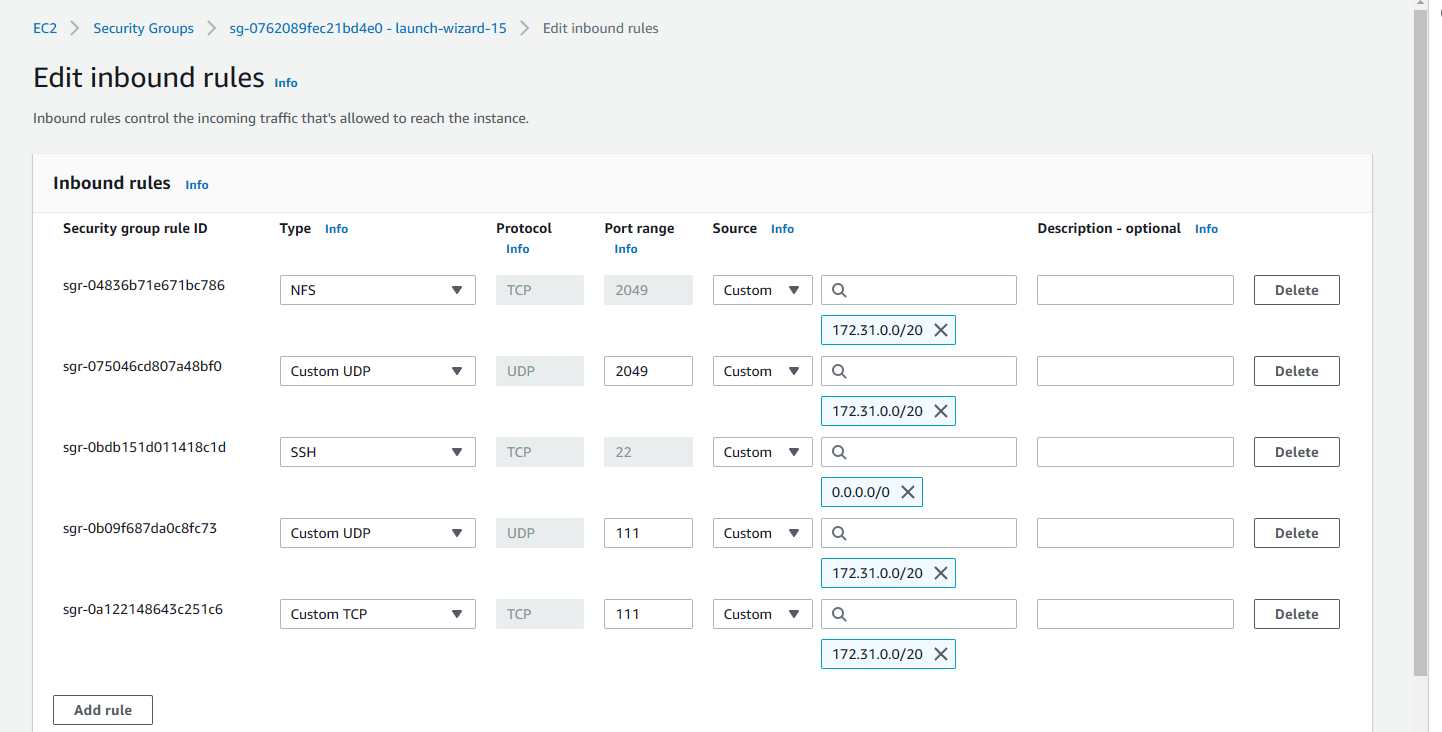 EC2 > Security Groups > sg-0762089fec21bd4e0 - launch-wizard-15 > Edit inbound rules
Edit inbound rules Info
Inbound rules control the incoming traffic that's allowed to reach the instance.
Inbound rules Info
Security group rule ID Type Info Protocol Port range Source Info Description - optional Info
Info Info
sgr-04836b71e671bc786 NFS TCP 2049 Custom Delete
172.31.0.0/20
sgr-075046cd807a48bf0 Custom UDP UDP 2049 Custom Delete
172.31.0.0/20
sgr-0bdb151d011418c1d SSH TCP 22 Custom Delete
0.0.0.0/0
sgr-0b09f687da0c8fc73 Custom UDP UDP 111 Custom Delete
172.31.0.0/20
sgr-0a122148643c251c6 Custom TCP TCP 111 Custom Delete
172.31.0.0/20
Add rule